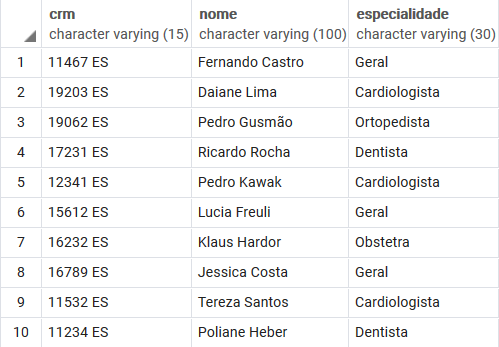 crm nome especialidade
character varying (15) character varying (100) character varying (30)
1 11467 ES Fernando Castro Geral
2 19203 ES Daiane Lima Cardiologista
3 19062 ES Pedro Gusmão Ortopedista
4 17231 ES Ricardo Rocha Dentista
5 12341 ES Pedro Kawak Cardiologista
6 15612 ES Lucia Freuli Geral
7 16232 ES Klaus Hardor Obstetra
8 16789 ES Jessica Costa Geral
9 11532 ES Tereza Santos Cardiologista
10 11234 ES Poliane Heber Dentista